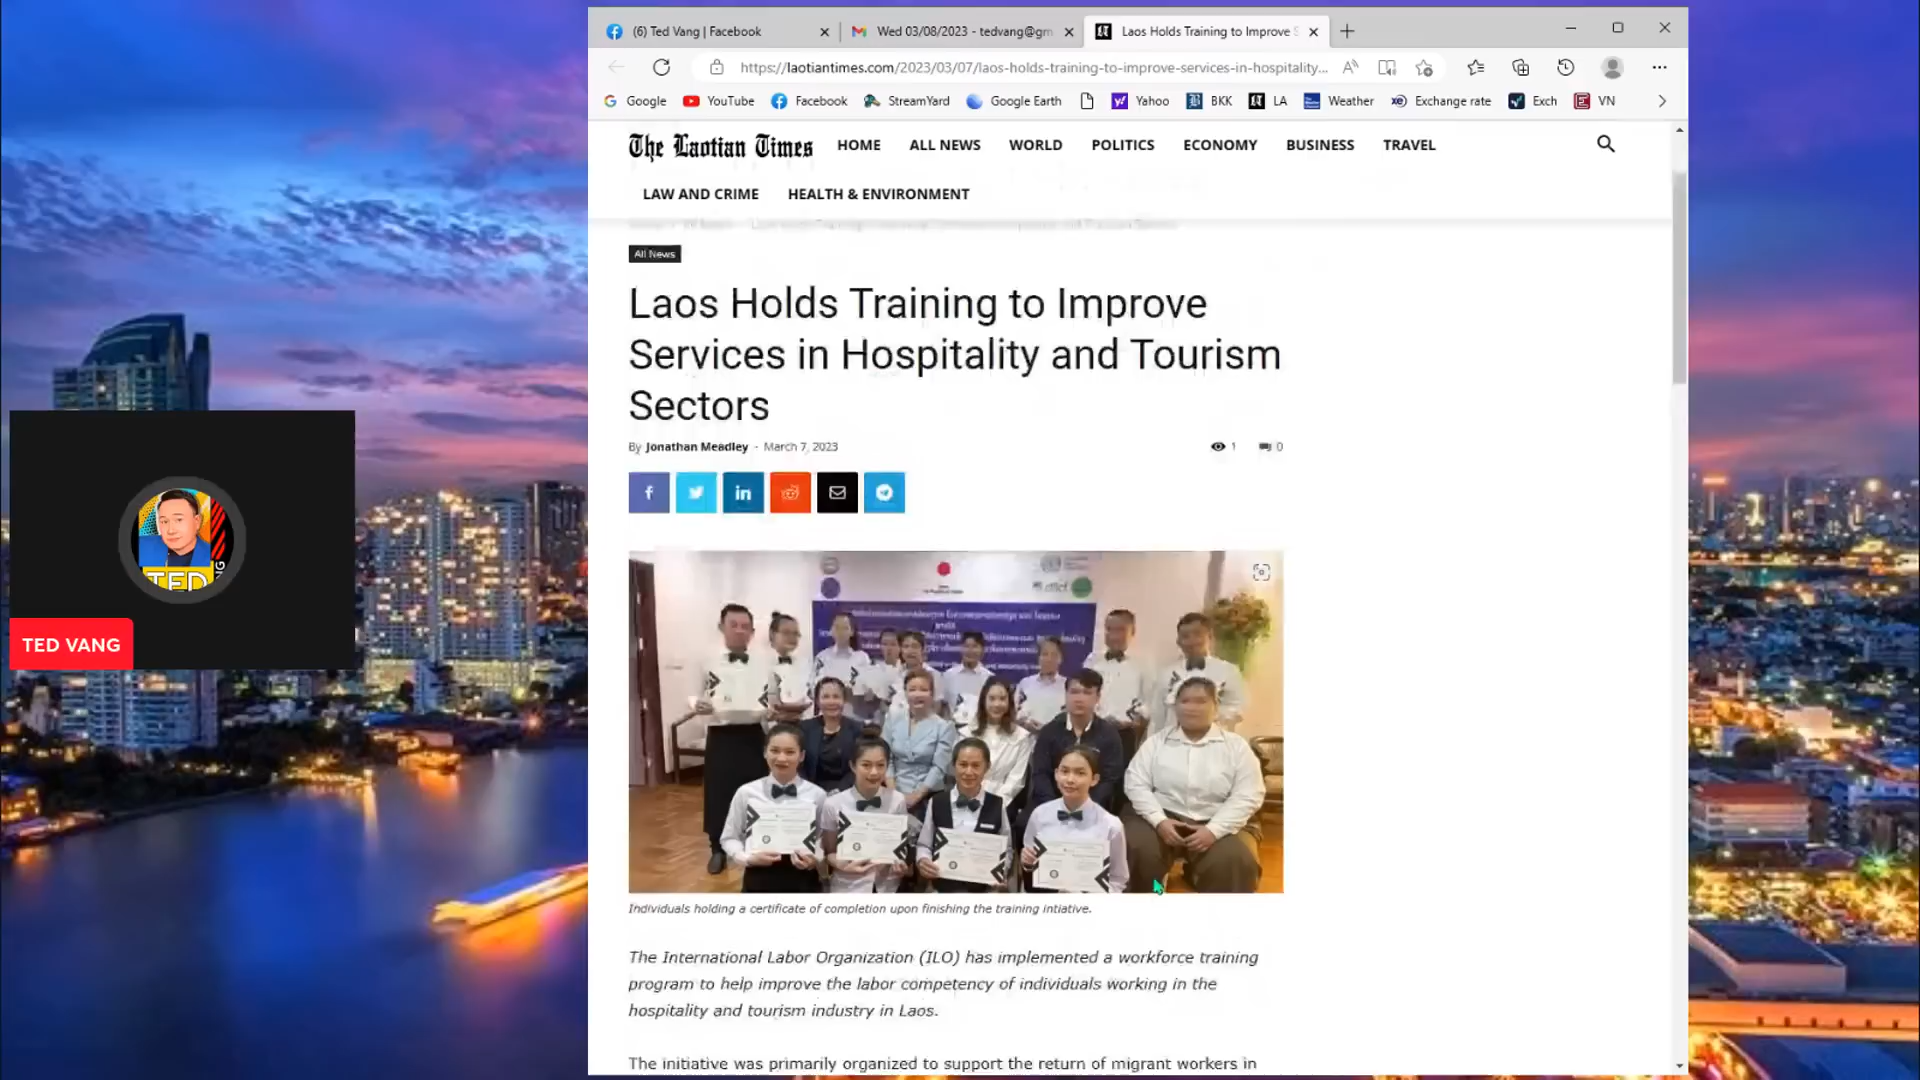 (6) Ted Vang | Facebook
Wed 03/08/2023 - tedvang@gm
Laos Holds Training to Improve S
https://laotiantimes.com/2023/03/07/laos-holds-training-to-improve-services-in-hospitality...
Google YouTube Facebook StreamYard Google Earth Yahoo BKK LA Weather Exchange rate Exch VN
The Laotian Times HOME ALL NEWS WORLD POLITICS ECONOMY BUSINESS TRAVEL
LAW AND CRIME HEALTH & ENVIRONMENT
All News
Laos Holds Training to Improve
Services in Hospitality and Tourism
Sectors
By Jonathan Meadley - March 7, 2023
1 0
TED
TED VANG
Individuals holding a certificate of completion upon finishing the training intiative.
The International Labor Organization (ILO) has implemented a workforce training
program to help improve the labor competency of individuals working in the
hospitality and tourism industry in Laos.
The initiative was primarily organized to support the return of migrant workers in